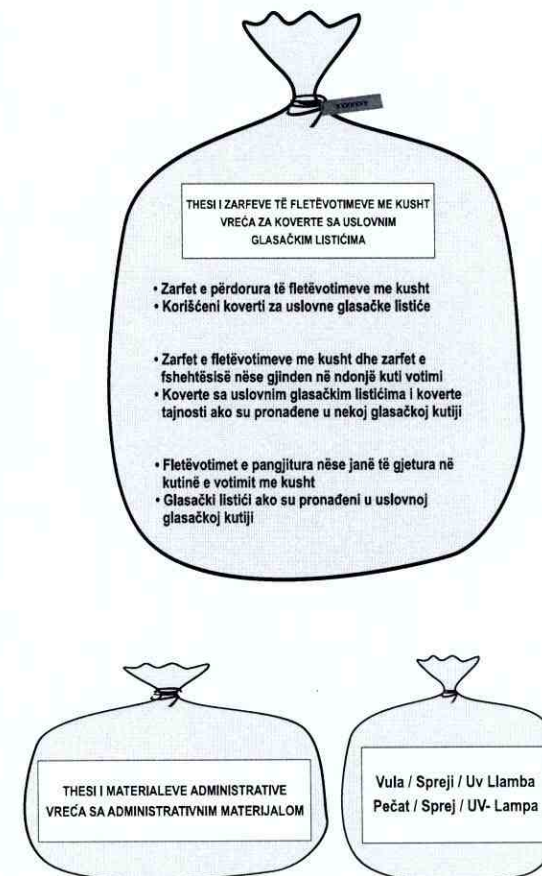 THESI I ZARFEVE TË FLETËVOTIMEVE ME KUSHT
VREĆA ZA KOVERTE SA USLOVNIM
GLASAČKIM LISTIĆIMA
• Zarfet e përdorura të fletëvotimeve me kusht
• Korišćeni koverti za uslovne glasačke listiće
• Zarfet e fletëvotimeve me kusht dhe zarfet e
fshehtësisë nëse gjinden në ndonjë kuti votimi
• Koverte sa uslovnim glasačkim listićima i koverte
tajnosti ako su pronađene u nekoj glasačkoj kutiji
• Fletëvotimet e pangjitura nëse janë të gjetura në
kutinë e votimit me kusht
• Glasački listići ako su pronađeni u uslovnoj
glasačkoj kutiji
THESI I MATERIALEVE ADMINISTRATIVE
VREĆA SA ADMINISTRATIVNIM MATERIJALOM
Vula / Spreji / Uv Llamba
Pečat / Sprej / UV- Lampa